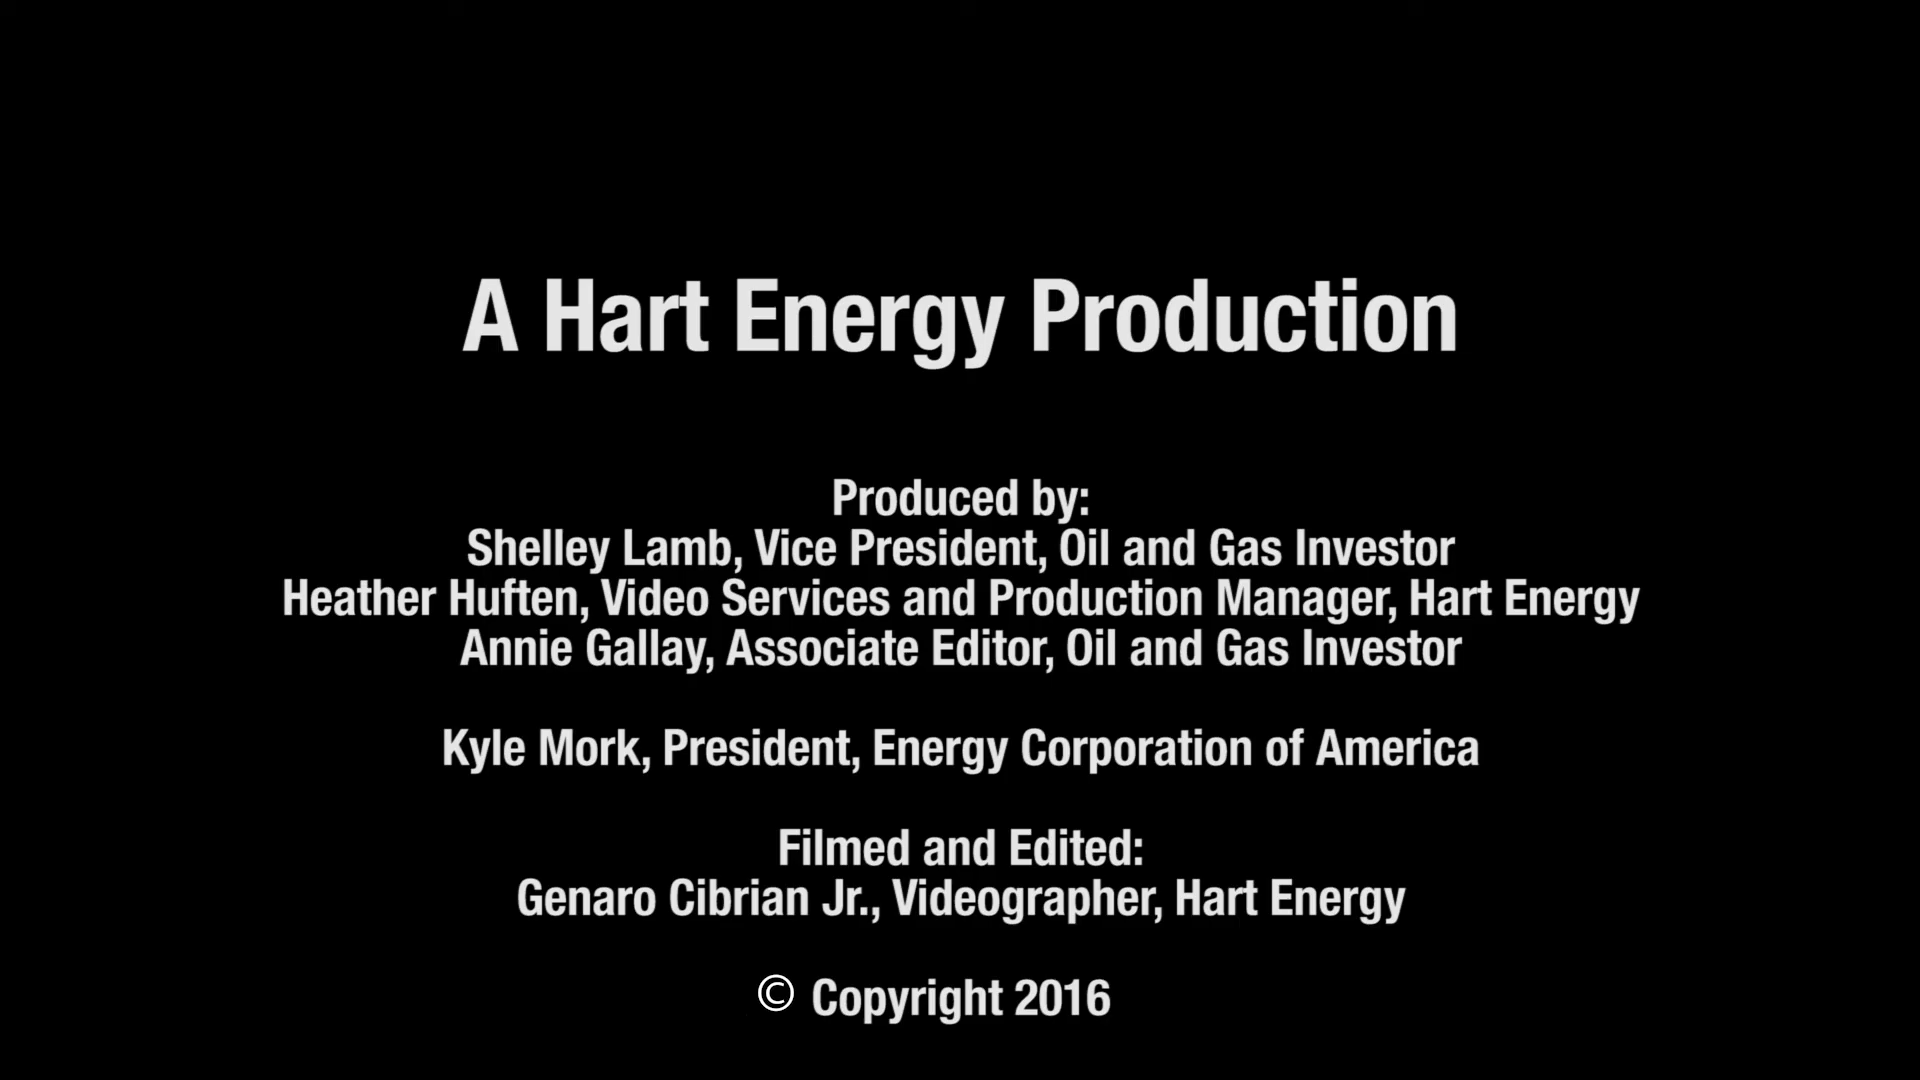 A Hart Energy Production
Produced by:
Shelley Lamb, Vice President, Oil and Gas Investor
Heather Huften, Video Services and Production Manager, Hart Energy
Annie Gallay, Associate Editor, Oil and Gas Investor
Kyle Mork, President, Energy Corporation of America
Filmed and Edited:
Genaro Cibrian Jr., Videographer, Hart Energy
© Copyright 2016